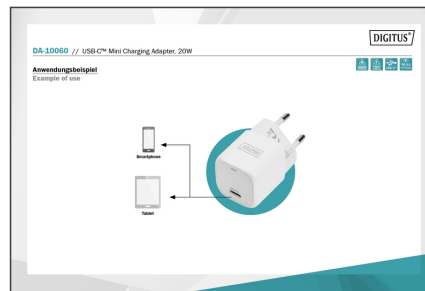 DIGITUS®
DA-10060 // USB-C™ Mini Charging Adapter, 20W
Anwendungsbeispiel
Example of use
Smartphone
Tablet